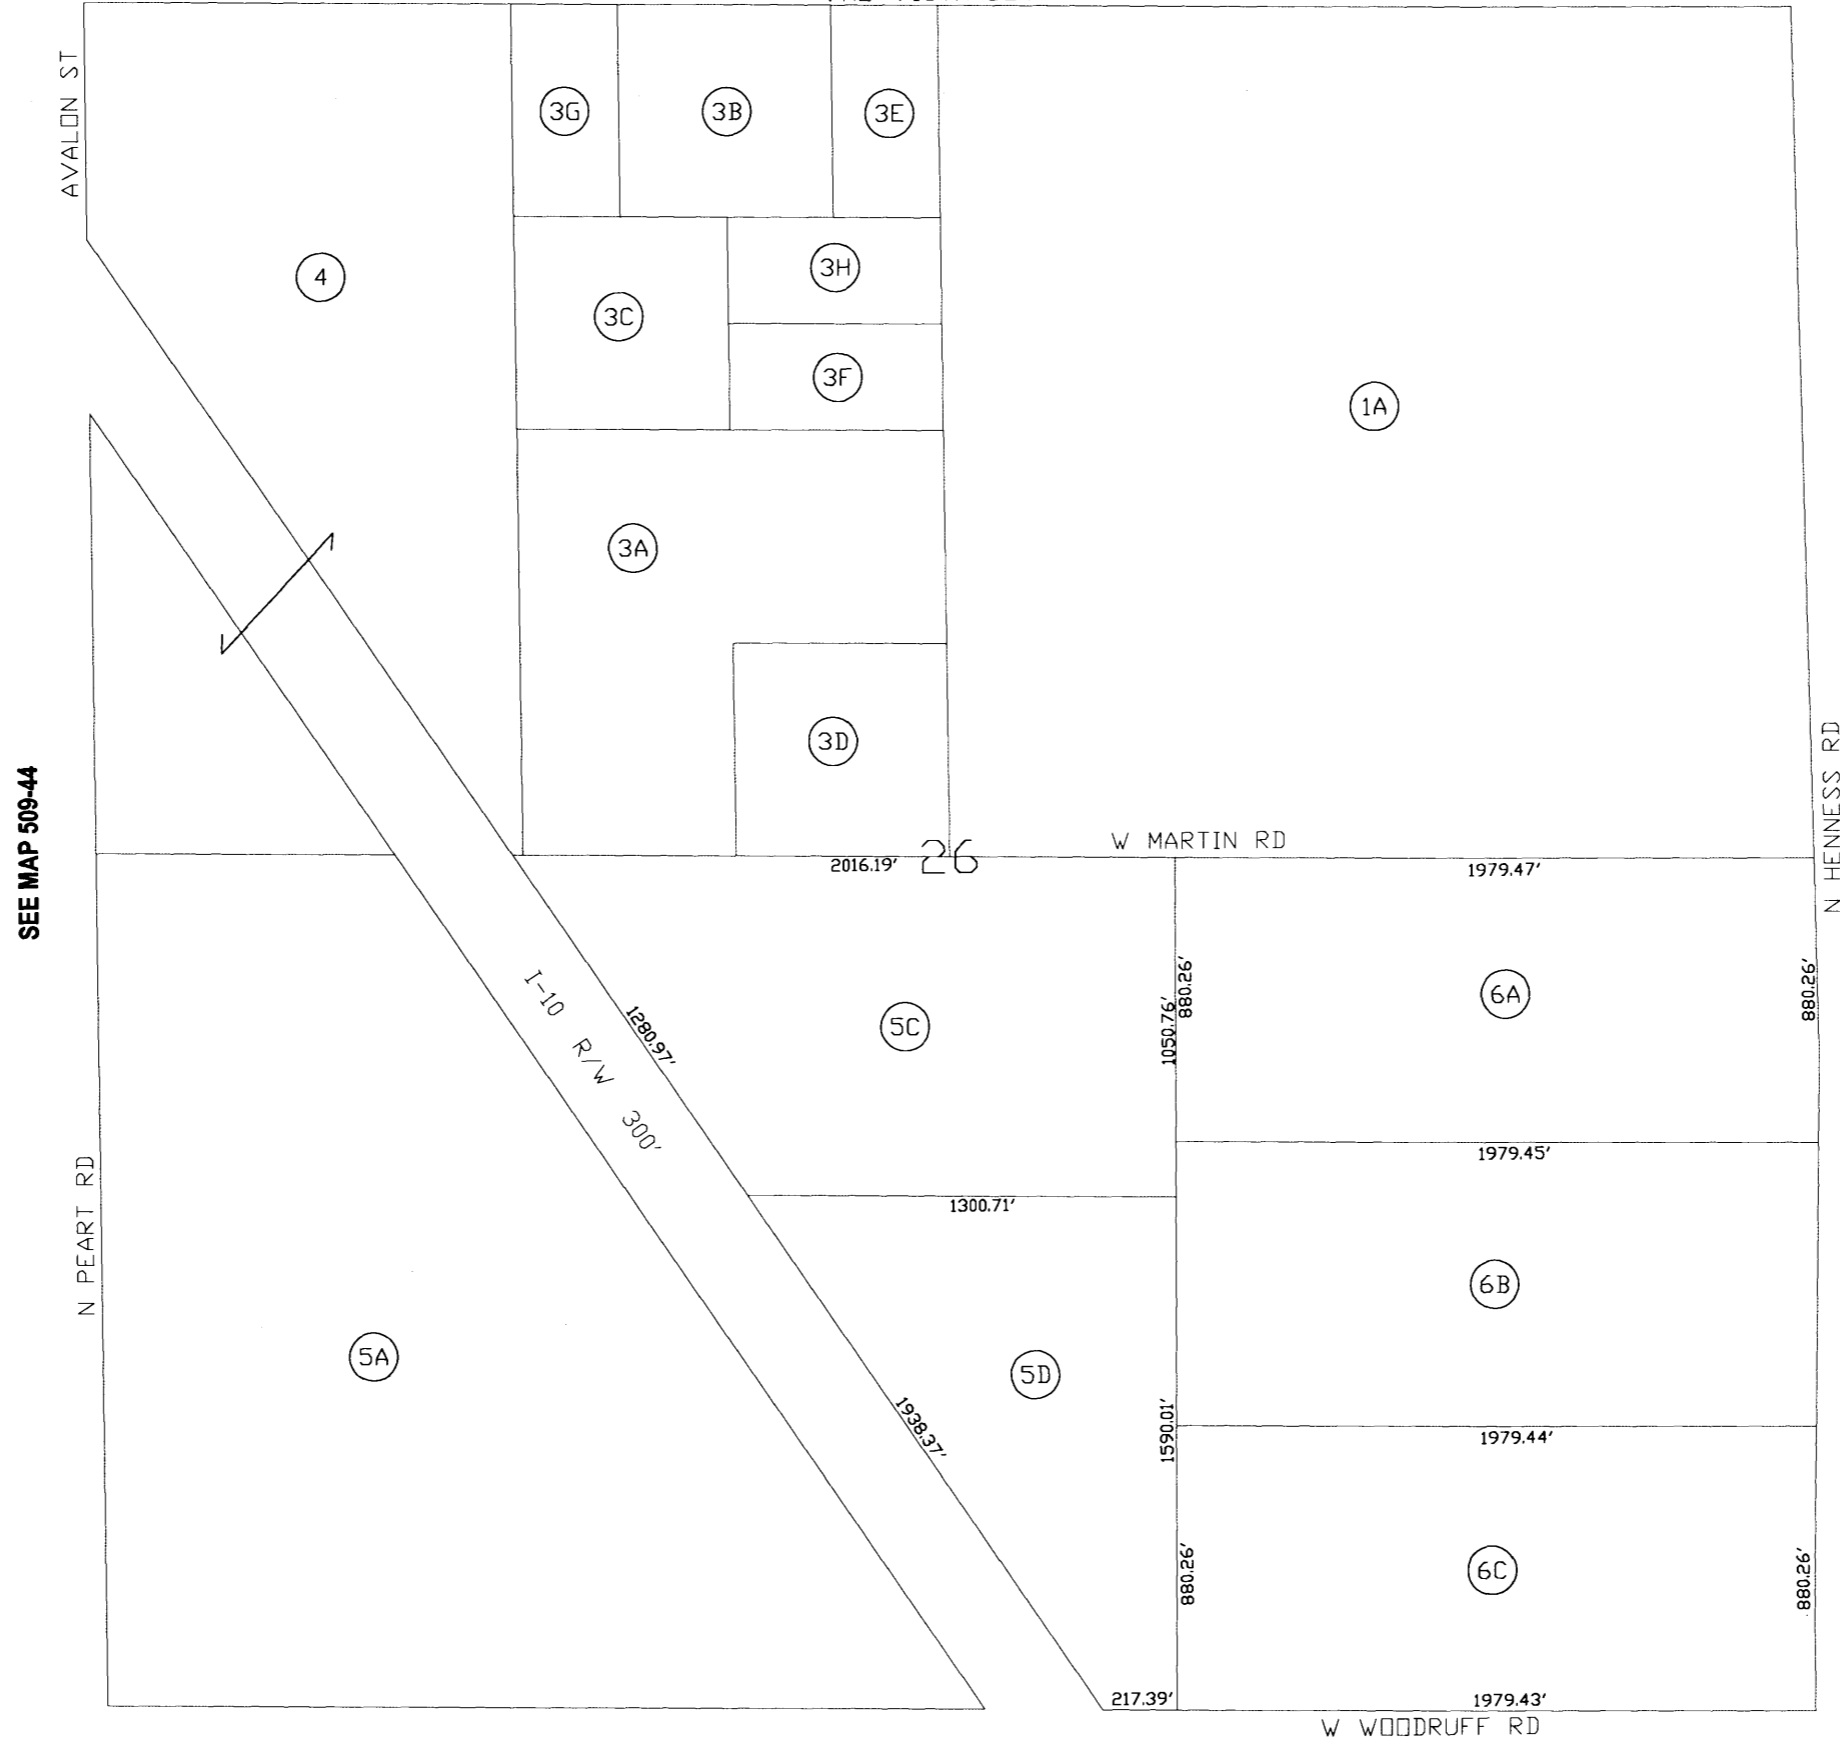 AVALON ST
3G
3B
3E
4
3H
3C
3F
1A
3A
3D
N HENNESS RD
SEE MAP 509-44
W MARTIN RD
26
2016.19'
1979.47'
I-10 R/W 300'
1280.97'
5C
1050.76'
880.26'
6A
880.26'
1979.45'
1300.71'
N PEART RD
6B
5A
5D
1938.37'
1590.01'
1979.44'
880.26'
6C
880.26'
217.39'
1979.43'
W WOODRUFF RD